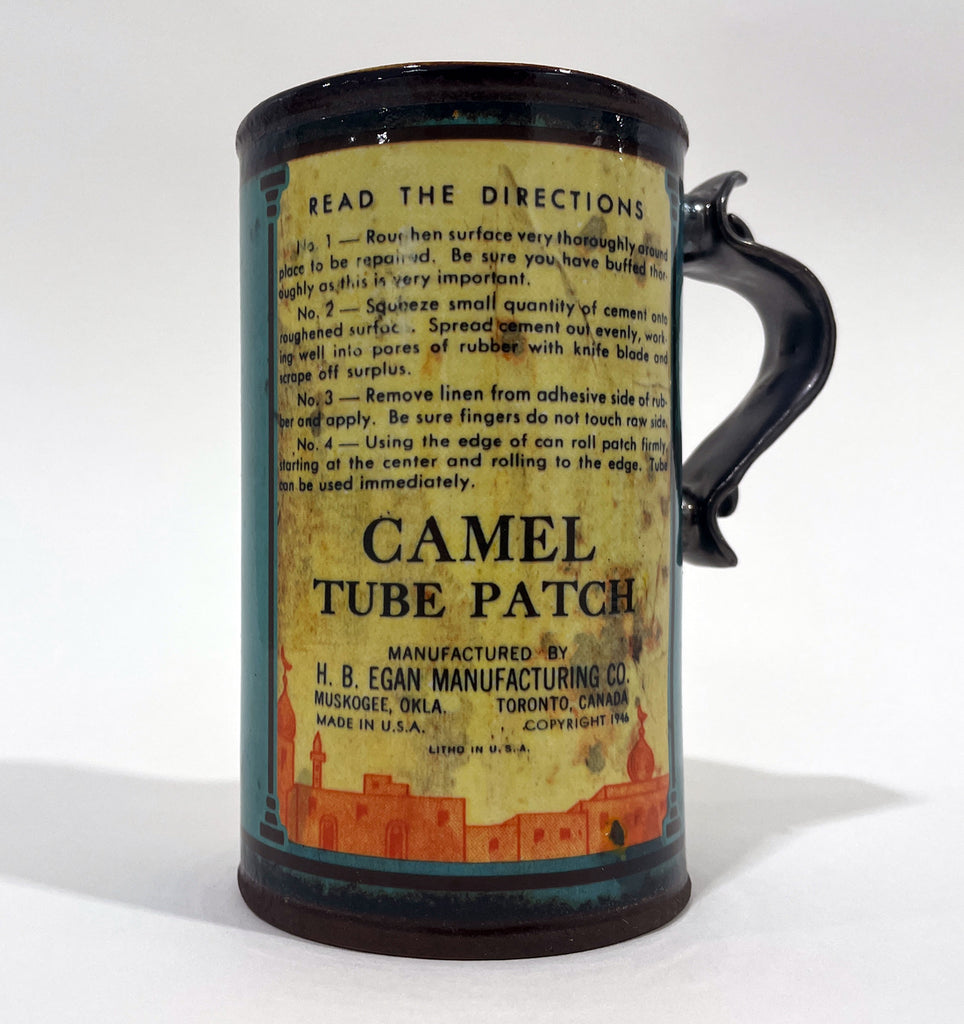 READ THE DIRECTIONS
No. 1 — Roughen surface very thoroughly around
place to be repaired. Be sure you have buffed thor-
oughly as this is very important.
No. 2 — Squeeze small quantity of cement onto
roughened surface. Spread cement out evenly, work-
ing well into pores of rubber with knife blade and
scrape off surplus.
No. 3 — Remove linen from adhesive side of rub-
ber and apply. Be sure fingers do not touch raw side.
No. 4 — Using the edge of can roll patch firmly
starting at the center and rolling to the edge. Tube
can be used immediately.
CAMEL
TUBE PATCH
MANUFACTURED BY
H. B. EGAN MANUFACTURING CO.
MUSKOGEE, OKLA. TORONTO, CANADA
MADE IN U.S.A. COPYRIGHT 1946
LITHO IN U.S.A.